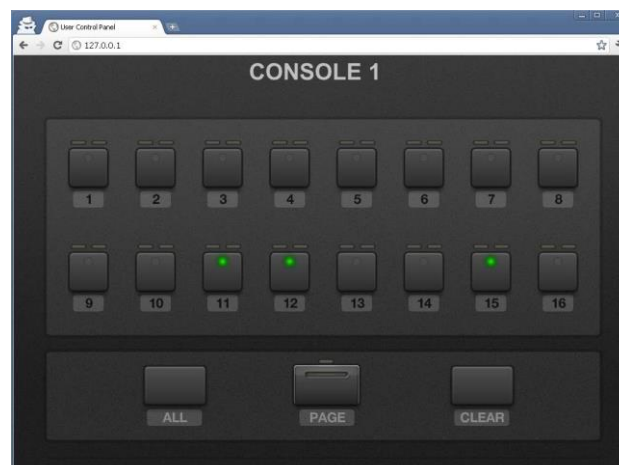 User Control Panel
127.0.0.1
CONSOLE 1
1 2 3 4 5 6 7 8
9 10 11 12 13 14 15 16
ALL PAGE CLEAR